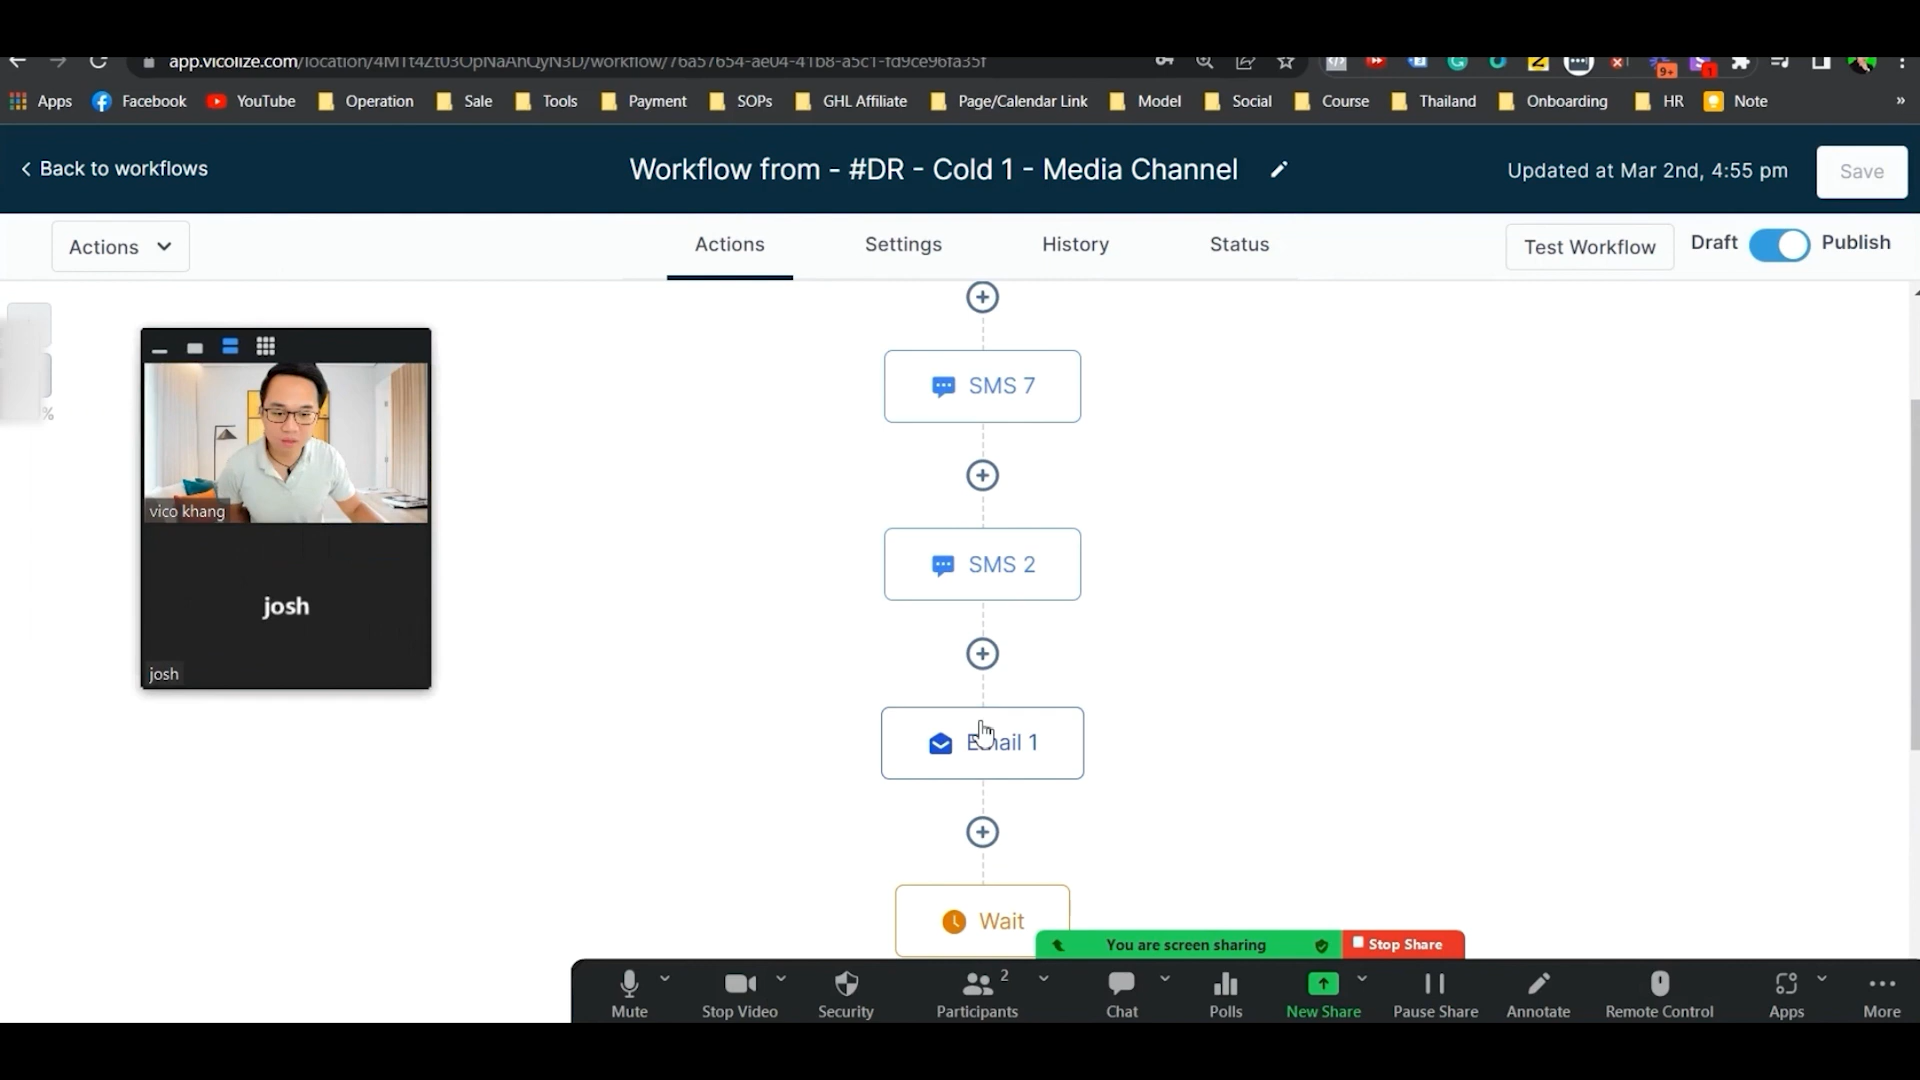 app.vicolize.com/location/4MTt4Zt03OpNaAhQyN3D/workflow/76a57654-ae04-41b8-a5c1-fd9ce96fa35f
9+
1
Apps
Facebook
YouTube
Operation
Sale
Tools
Payment
SOPs
GHL Affiliate
Page/Calendar Link
Model
Social
Course
Thailand
Onboarding
HR
Note
»
Back to workflows
Workflow from - #DR - Cold 1 - Media Channel
Updated at Mar 2nd, 4:55 pm
Save
Actions
Actions
Settings
History
Status
Test Workflow
Draft
Publish
%
vico khang
josh
josh
SMS 7
SMS 2
Email 1
Wait
You are screen sharing
Stop Share
Mute
Stop Video
Security
2
Participants
Chat
Polls
New Share
Pause Share
Annotate
Remote Control
Apps
More